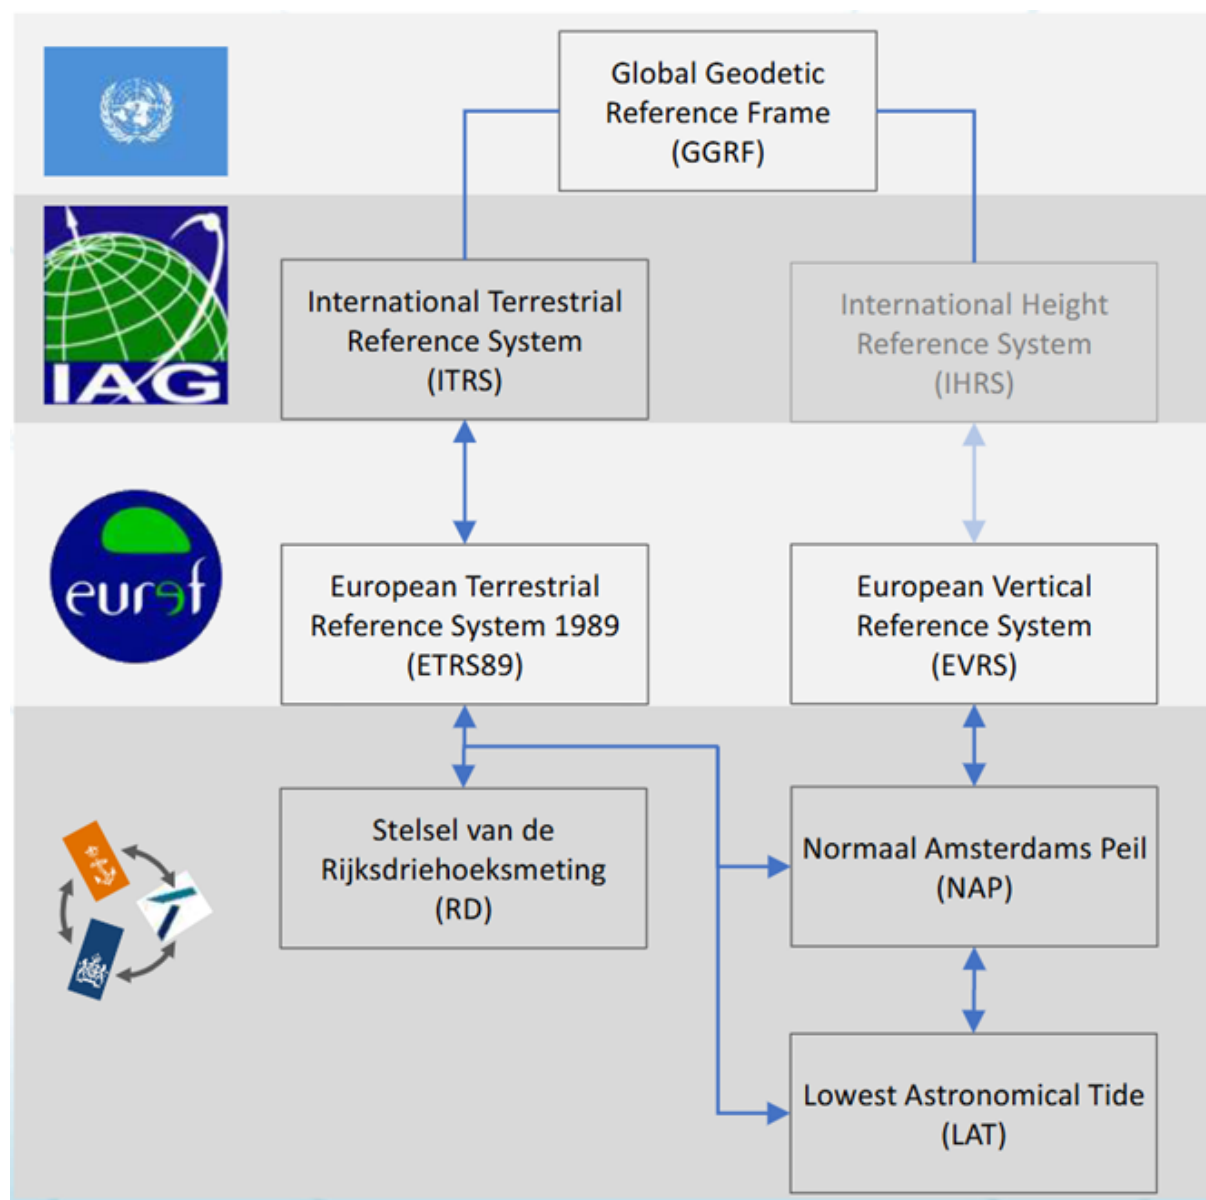 Global Geodetic
Reference Frame
(GGRF)
IAG
International Terrestrial
Reference System
(ITRS)
International Height
Reference System
(IHRS)
euref
European Terrestrial
Reference System 1989
(ETRS89)
European Vertical
Reference System
(EVRS)
Stelsel van de
Rijksdriehoeksmeting
(RD)
Normaal Amsterdams Peil
(NAP)
Lowest Astronomical Tide
(LAT)